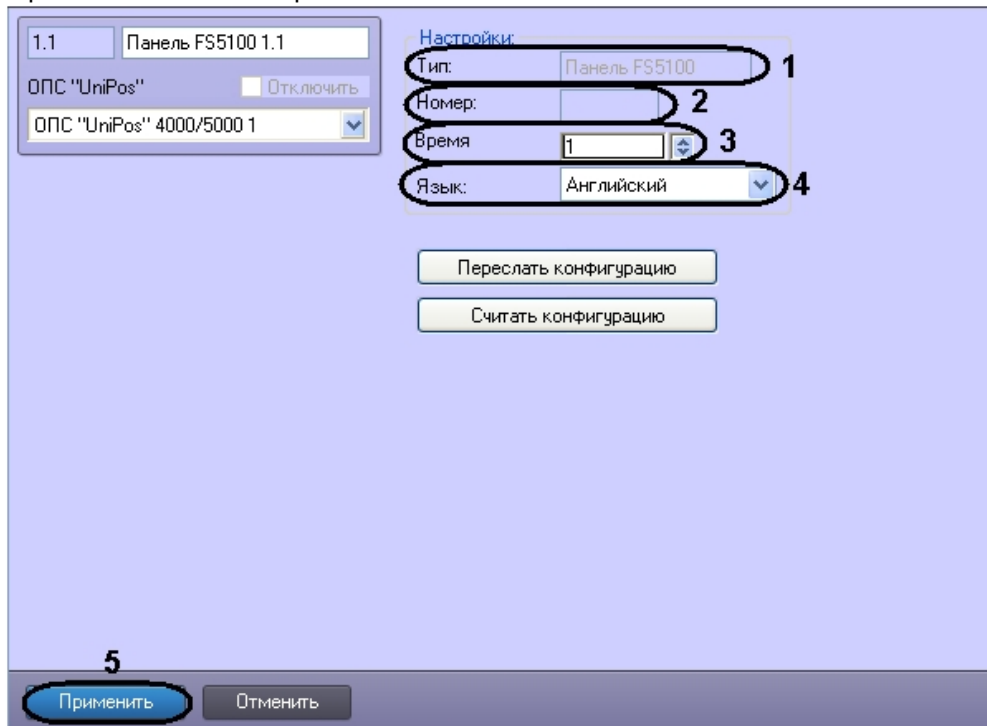 1.1 Панель FS5100 1.1
ОПС "UniPos" Отключить
ОПС "UniPos" 4000/5000 1
Настройки:
Тип: Панель FS5100 1
Номер: 2
Время 1 3
Язык: Английский 4
Переслать конфигурацию
Считать конфигурацию
5
Применить Отменить